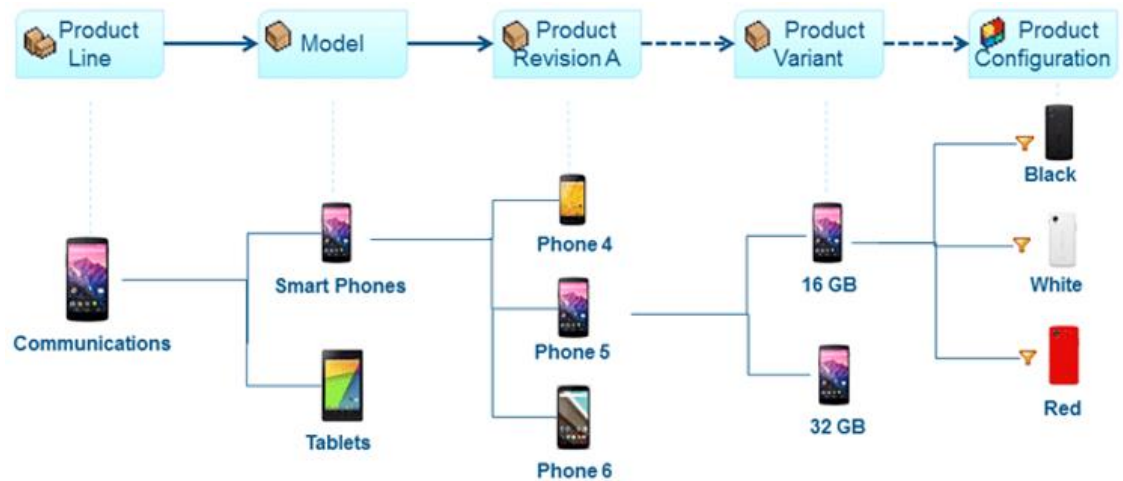 Product
Line
Model
Product
Revision A
Product
Variant
Product
Configuration
Black
Phone 4
Smart Phones
16 GB
White
Communications
Phone 5
Tablets
32 GB
Red
Phone 6